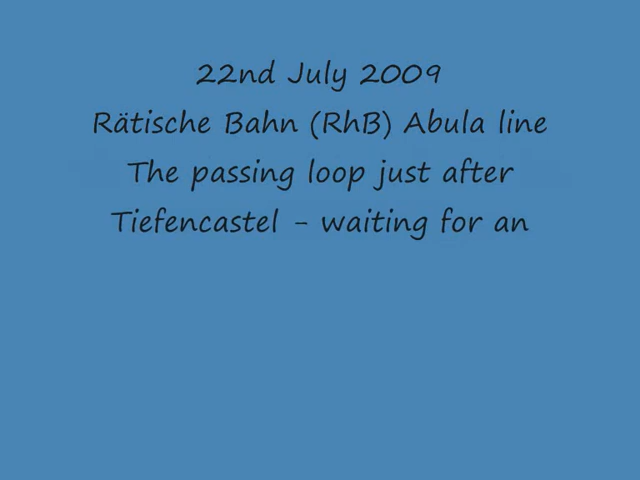 22nd July 2009
Rätische Bahn (RhB) Abula line
The passing loop just after
Tiefencastel - waiting for an